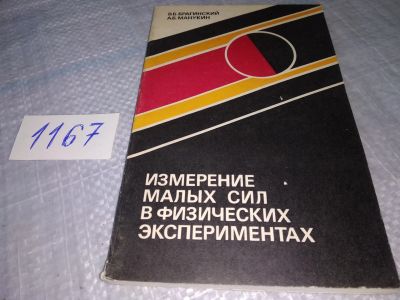 В.Б.БРАГИНСКИЙ
А.Б.МАНУКИН
1167
ИЗМЕРЕНИЕ
МАЛЫХ СИЛ
В ФИЗИЧЕСКИХ
ЭКСПЕРИМЕНТАХ